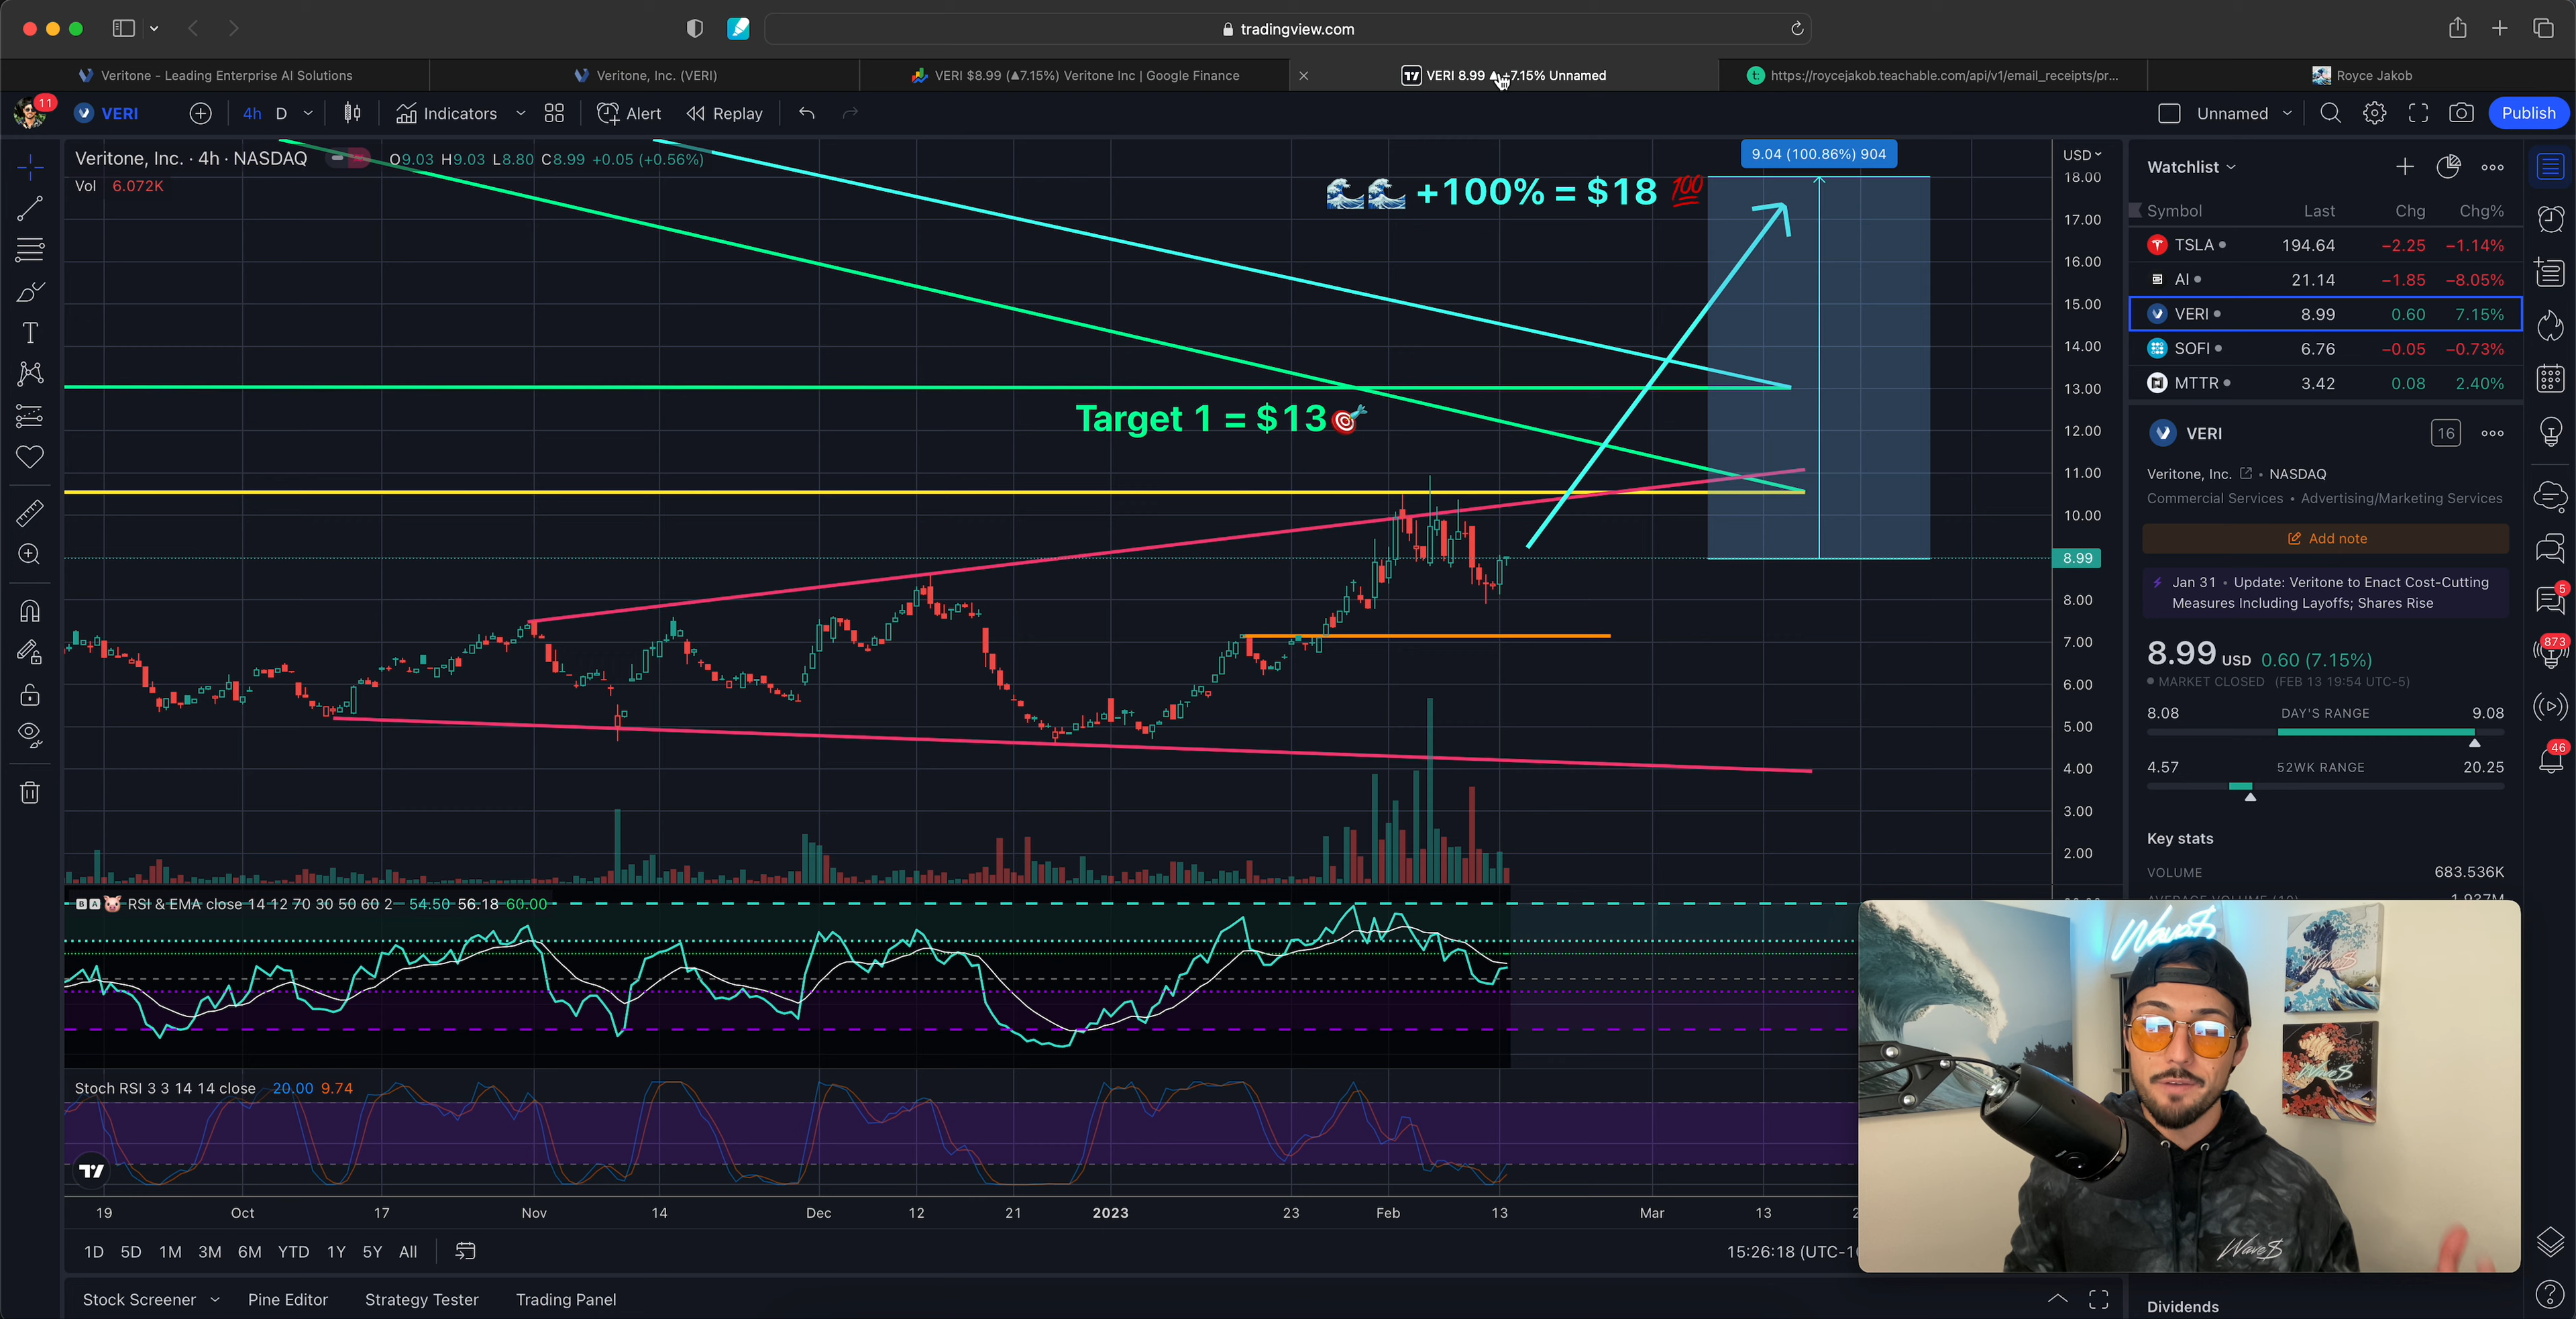 tradingview.com
Veritone - Leading Enterprise AI Solutions
Veritone, Inc. (VERI)
VERI $8.99 (▲7.15%) Veritone Inc | Google Finance
VERI 8.99 ▲ +7.15% Unnamed
https://roycejakob.teachable.com/api/v1/email_receipts/pr...
Royce Jakob
11
VERI
4h
D
Indicators
Alert
Replay
Unnamed
Publish
Veritone, Inc. · 4h · NASDAQ
O9.03 H9.03 L8.80 C8.99 +0.05 (+0.56%)
Vol 6.072K
9.04 (100.86%) 904
🌊🌊 +100% = $18 💯
Target 1 = $13🎯
USD
18.00
17.00
16.00
15.00
14.00
13.00
12.00
11.00
10.00
8.99
8.00
7.00
6.00
5.00
4.00
3.00
2.00
Watchlist
Symbol Last Chg Chg%
TSLA 194.64 −2.25 −1.14%
AI 21.14 −1.85 −8.05%
VERI 8.99 0.60 7.15%
SOFI 6.76 −0.05 −0.73%
MTTR 3.42 0.08 2.40%
VERI
16
Veritone, Inc. • NASDAQ
Commercial Services • Advertising/Marketing Services
Add note
Jan 31 • Update: Veritone to Enact Cost-Cutting
Measures Including Layoffs; Shares Rise
8.99 USD 0.60 (7.15%)
MARKET CLOSED (FEB 13 19:54 UTC-5)
8.08 DAY'S RANGE 9.08
4.57 52WK RANGE 20.25
Key stats
VOLUME 683.536K
5
873
46
BA🐷 RSI & EMA close 14 12 70 30 50 60 2 54.50 56.18 60.00
Stoch RSI 3 3 14 14 close 20.00 9.74
19 Oct 17 Nov 14 Dec 12 21 2023 23 Feb 13 Mar 13
1D 5D 1M 3M 6M YTD 1Y 5Y All
15:26:18
Stock Screener
Pine Editor
Strategy Tester
Trading Panel
Wave$
Wave$
Dividends